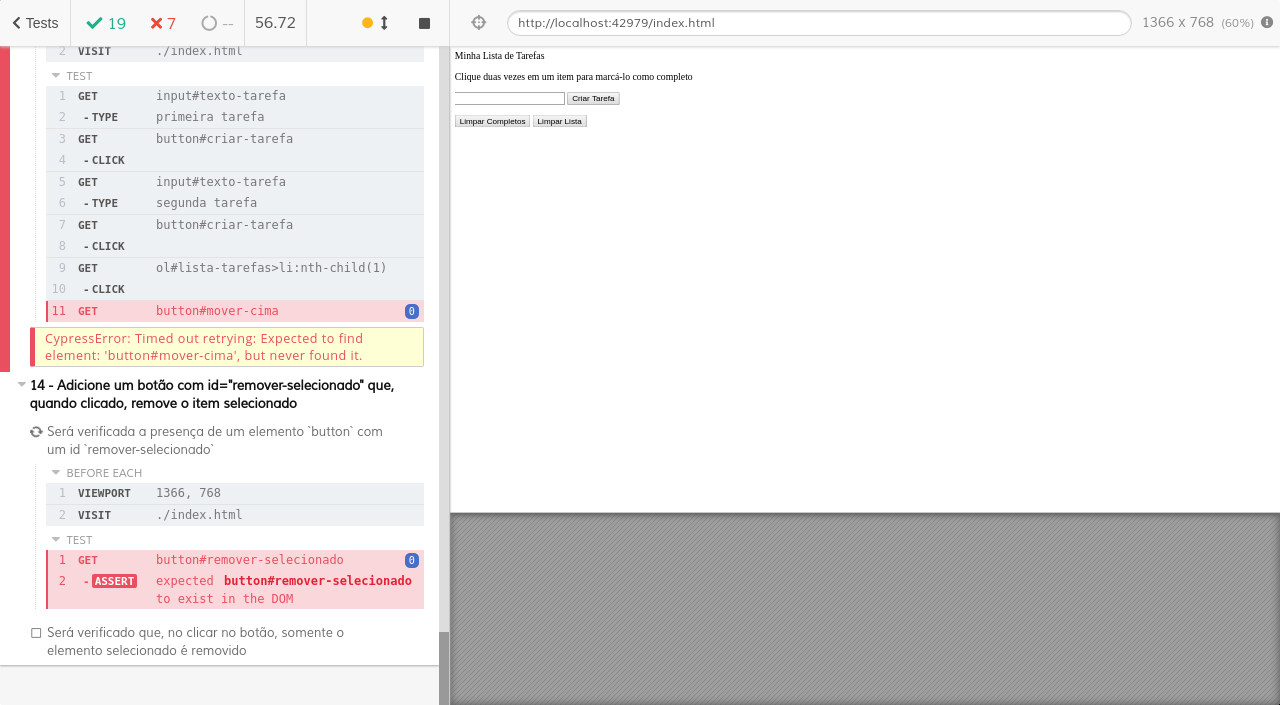 Tests
19
7
--
56.72
http://localhost:42979/index.html
1366 x 768 (60%)
2 VISIT ./index.html
TEST
1 GET input#texto-tarefa
2 -TYPE primeira tarefa
3 GET button#criar-tarefa
4 -CLICK
5 GET input#texto-tarefa
6 -TYPE segunda tarefa
7 GET button#criar-tarefa
8 -CLICK
9 GET ol#lista-tarefas>li:nth-child(1)
10 -CLICK
11 GET button#mover-cima 0
CypressError: Timed out retrying: Expected to find
element: 'button#mover-cima', but never found it.
14 - Adicione um botão com id="remover-selecionado" que,
quando clicado, remove o item selecionado
Será verificada a presença de um elemento `button` com
um id `remover-selecionado`
BEFORE EACH
1 VIEWPORT 1366, 768
2 VISIT ./index.html
TEST
1 GET button#remover-selecionado 0
2 -ASSERT expected button#remover-selecionado
to exist in the DOM
Será verificado que, no clicar no botão, somente o
elemento selecionado é removido
Minha Lista de Tarefas
Clique duas vezes em um item para marcá-lo como completo
Criar Tarefa
Limpar Completos Limpar Lista